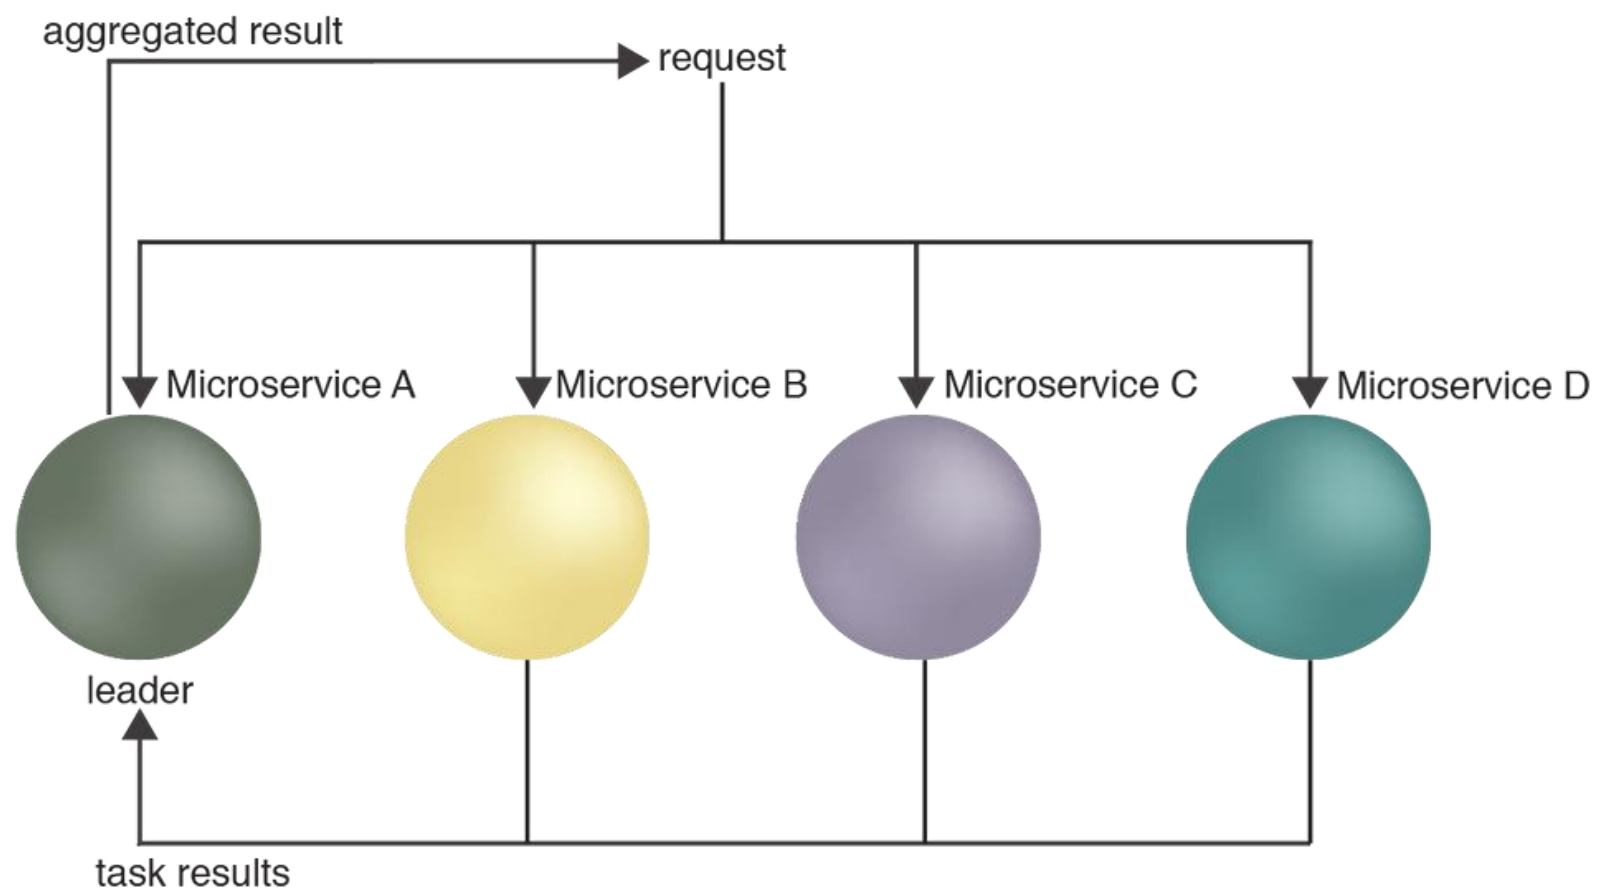 aggregated result
request
Microservice A
Microservice B
Microservice C
Microservice D
leader
task results